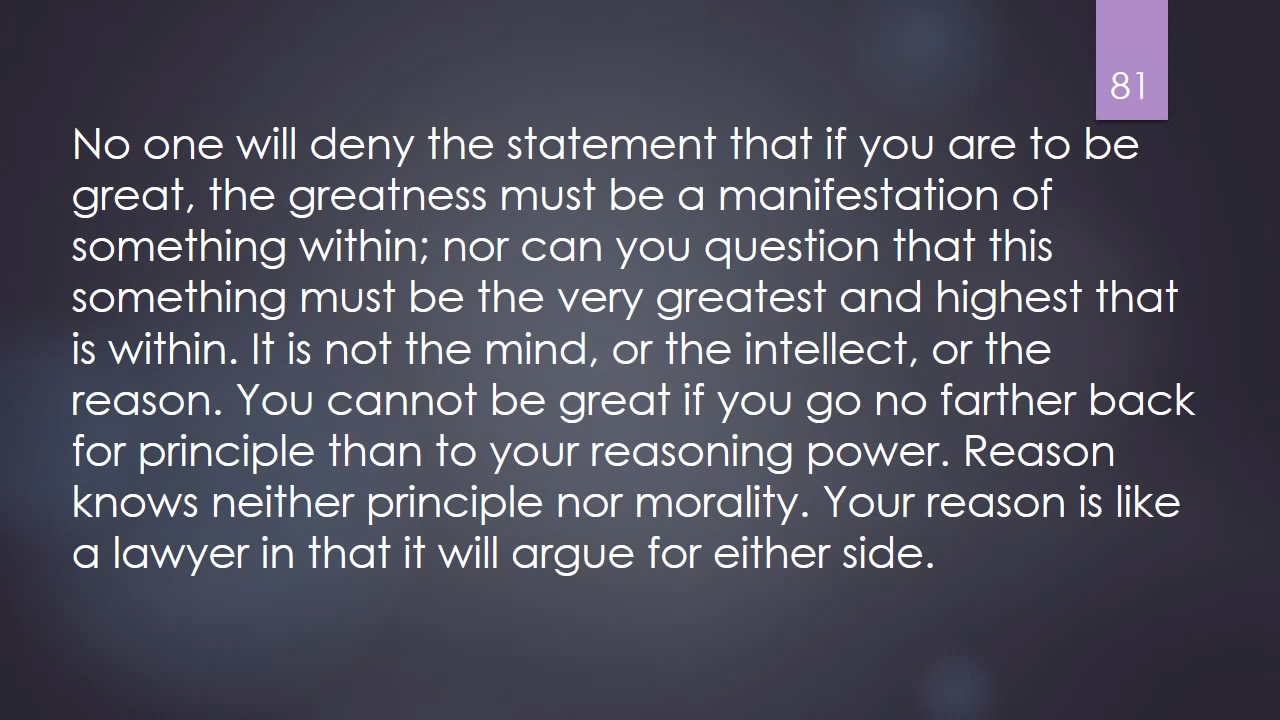 81
No one will deny the statement that if you are to be
great, the greatness must be a manifestation of
something within; nor can you question that this
something must be the very greatest and highest that
is within. It is not the mind, or the intellect, or the
reason. You cannot be great if you go no farther back
for principle than to your reasoning power. Reason
knows neither principle nor morality. Your reason is like
a lawyer in that it will argue for either side.